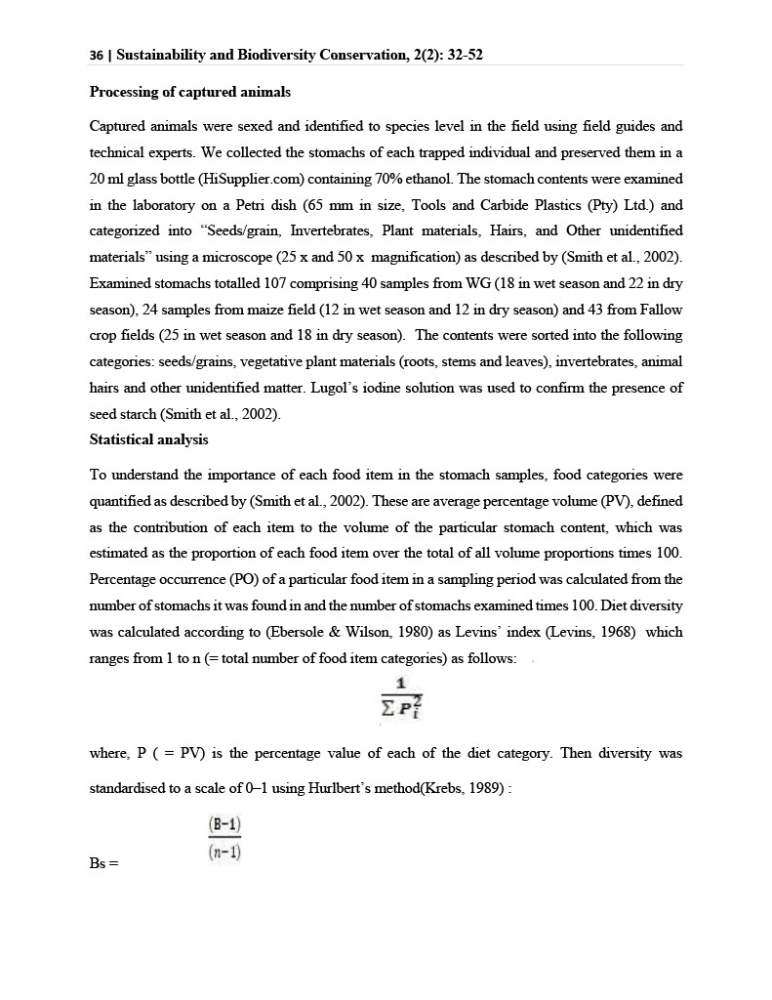 36 | Sustainability and Biodiversity Conservation, 2(2): 32-52
Processing of captured animals
Captured animals were sexed and identified to species level in the field using field guides and
technical experts. We collected the stomachs of each trapped individual and preserved them in a
20 ml glass bottle (HiSupplier.com) containing 70% ethanol. The stomach contents were examined
in the laboratory on a Petri dish (65 mm in size, Tools and Carbide Plastics (Pty) Ltd.) and
categorized into “Seeds/grain, Invertebrates, Plant materials, Hairs, and Other unidentified
materials” using a microscope (25 x and 50 x magnification) as described by (Smith et al., 2002).
Examined stomachs totalled 107 comprising 40 samples from WG (18 in wet season and 22 in dry
season), 24 samples from maize field (12 in wet season and 12 in dry season) and 43 from Fallow
crop fields (25 in wet season and 18 in dry season). The contents were sorted into the following
categories: seeds/grains, vegetative plant materials (roots, stems and leaves), invertebrates, animal
hairs and other unidentified matter. Lugol’s iodine solution was used to confirm the presence of
seed starch (Smith et al., 2002).
Statistical analysis
To understand the importance of each food item in the stomach samples, food categories were
quantified as described by (Smith et al., 2002). These are average percentage volume (PV), defined
as the contribution of each item to the volume of the particular stomach content, which was
estimated as the proportion of each food item over the total of all volume proportions times 100.
Percentage occurrence (PO) of a particular food item in a sampling period was calculated from the
number of stomachs it was found in and the number of stomachs examined times 100. Diet diversity
was calculated according to (Ebersole & Wilson, 1980) as Levins’ index (Levins, 1968) which
ranges from 1 to n (= total number of food item categories) as follows:
1
∑ P_i^2
where, P ( = PV) is the percentage value of each of the diet category. Then diversity was
standardised to a scale of 0–1 using Hurlbert’s method(Krebs, 1989) :
(B-1)
(n-1)
Bs =